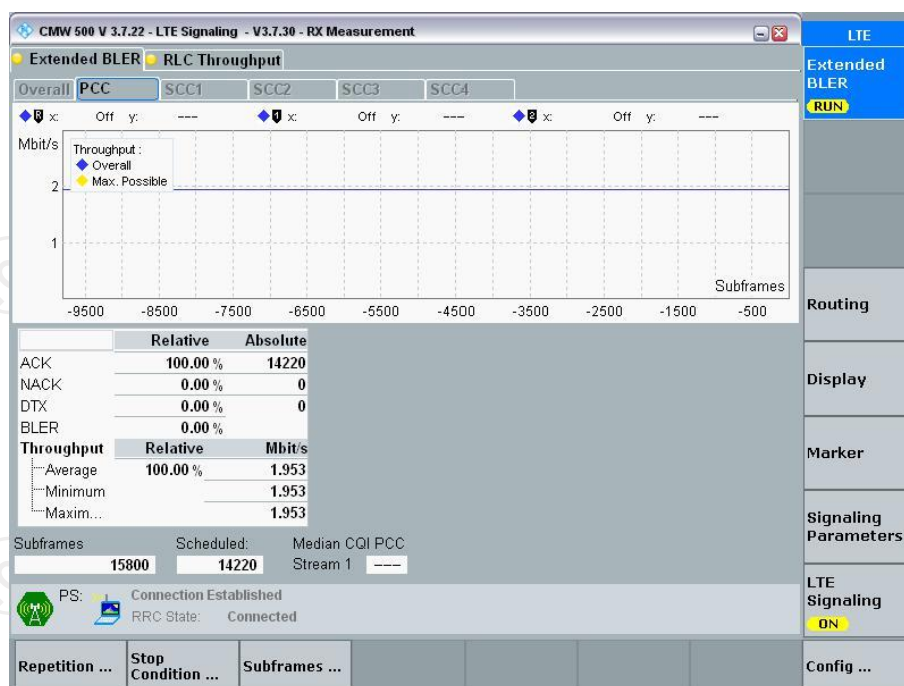 CMW 500 V 3.7.22 - LTE Signaling - V3.7.30 - RX Measurement
LTE
Extended BLER RLC Throughput
Extended BLER
RUN
Overall PCC SCC1 SCC2 SCC3 SCC4
R x: Off y: --- 1 x: Off y: --- 2 x: Off y: ---
Mbit/s
Throughput :
Overall
Max. Possible
2
1
Subframes
-9500 -8500 -7500 -6500 -5500 -4500 -3500 -2500 -1500 -500
Routing
Relative Absolute
ACK 100.00 % 14220
NACK 0.00 % 0
DTX 0.00 % 0
BLER 0.00 %
Display
Throughput Relative Mbit/s
Average 100.00 % 1.953
Minimum 1.953
Maxim... 1.953
Marker
Signaling Parameters
Subframes Scheduled: Median CQI PCC
15800 14220 Stream 1 ---
LTE Signaling
ON
PS: Connection Established
RRC State: Connected
Repetition ... Stop Condition ... Subframes ... Config ...